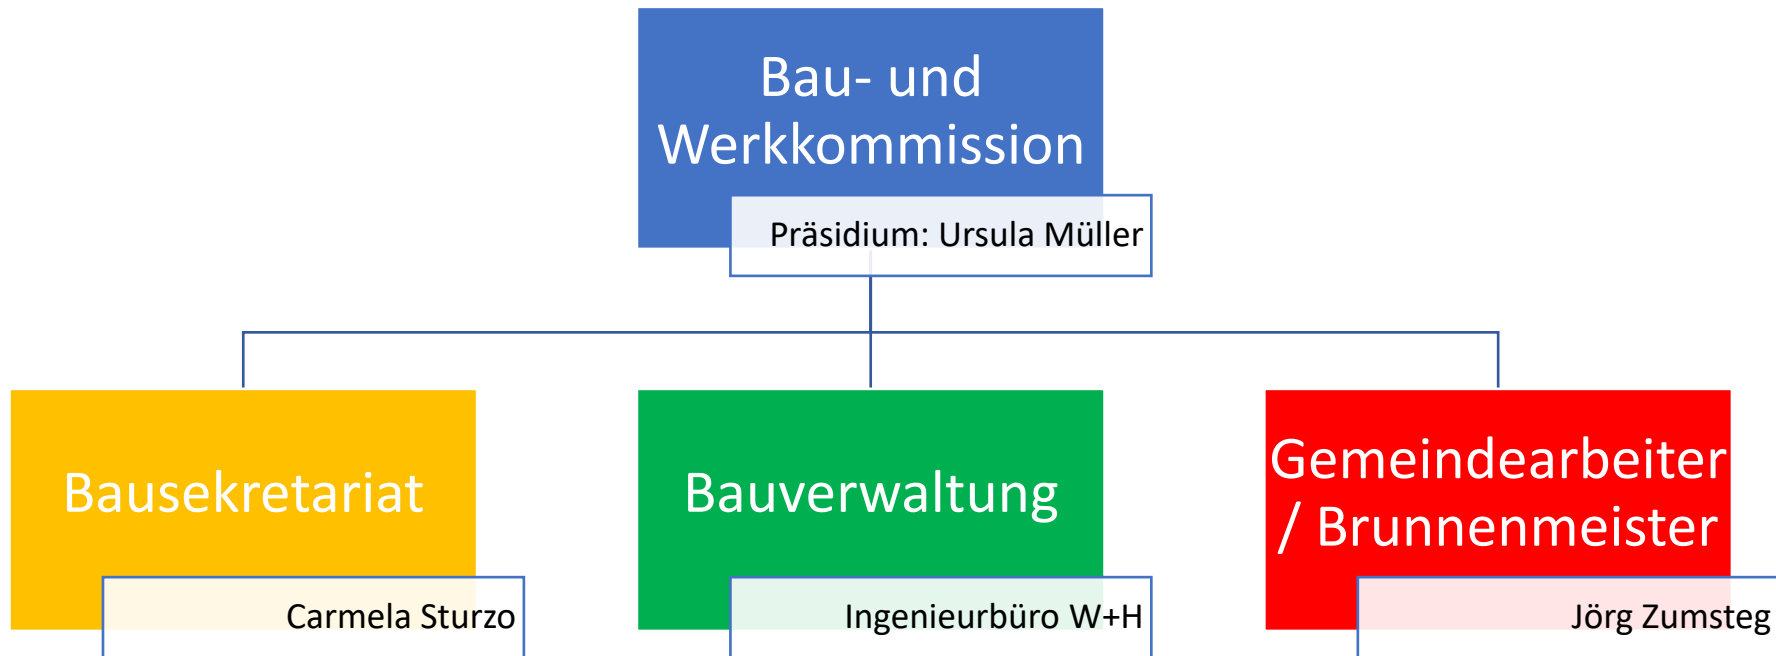 Bau- und
Werkkommission
Präsidium: Ursula Müller
Bausekretariat
Carmela Sturzo
Bauverwaltung
Ingenieurbüro W+H
Gemeindearbeiter
/ Brunnenmeister
Jörg Zumsteg